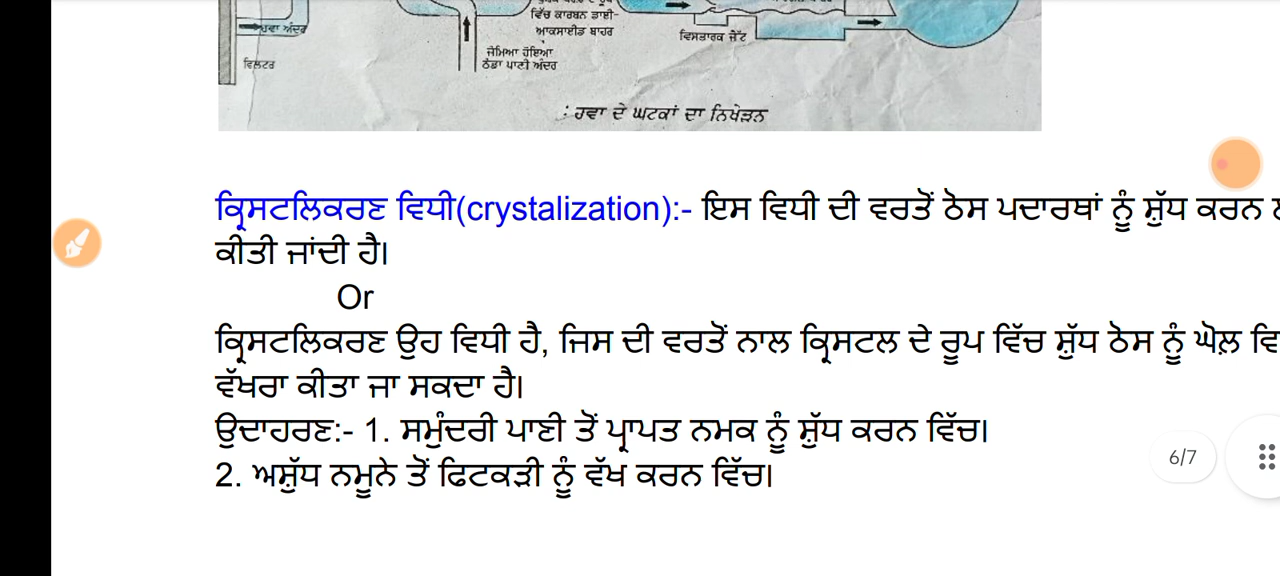 ਹਵਾ ਅੰਦਰ
ਫਿਲਟਰ
ਵਿੱਚ ਕਾਰਬਨ ਡਾਈ-
ਆਕਸਾਈਡ ਬਾਹਰ
ਜੰਮਿਆ ਹੋਇਆ
ਠੰਡਾ ਪਾਣੀ ਅੰਦਰ
ਵਿਸਤਾਰਕ ਜੈੱਟ
: ਹਵਾ ਦੇ ਘਟਕਾਂ ਦਾ ਨਿਖੇੜਨ
ਕ੍ਰਿਸਟਲਿਕਰਣ ਵਿਧੀ(crystalization):- ਇਸ ਵਿਧੀ ਦੀ ਵਰਤੋਂ ਠੋਸ ਪਦਾਰਥਾਂ ਨੂੰ ਸ਼ੁੱਧ ਕਰਨ
ਕੀਤੀ ਜਾਂਦੀ ਹੈ।
Or
ਕ੍ਰਿਸਟਲਿਕਰਣ ਉਹ ਵਿਧੀ ਹੈ, ਜਿਸ ਦੀ ਵਰਤੋਂ ਨਾਲ ਕ੍ਰਿਸਟਲ ਦੇ ਰੂਪ ਵਿੱਚ ਸ਼ੁੱਧ ਠੋਸ ਨੂੰ ਘੋਲ਼
ਵੱਖਰਾ ਕੀਤਾ ਜਾ ਸਕਦਾ ਹੈ।
ਉਦਾਹਰਣ:- 1. ਸਮੁੰਦਰੀ ਪਾਣੀ ਤੋਂ ਪ੍ਰਾਪਤ ਨਮਕ ਨੂੰ ਸ਼ੁੱਧ ਕਰਨ ਵਿੱਚ।
2. ਅਸ਼ੁੱਧ ਨਮੂਨੇ ਤੋਂ ਫਿਟਕੜੀ ਨੂੰ ਵੱਖ ਕਰਨ ਵਿੱਚ।
6/7